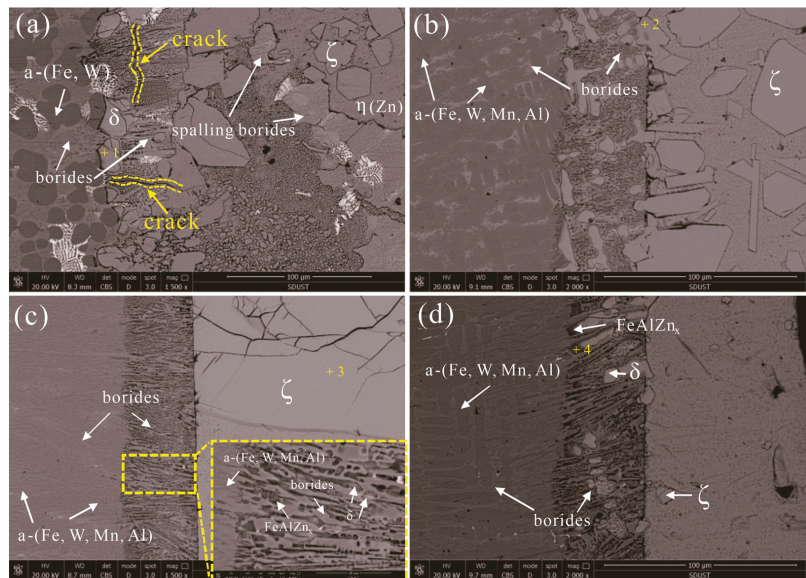 (a)
crack
ζ
a-(Fe, W)
δ
η(Zn)
spalling borides
+ 1
borides
crack
HV WD det mode spot mag 100 μm
20.00 kV 8.3 mm CBS D 3.0 1 500 x SDUST
(b)
+ 2
borides
ζ
a-(Fe, W, Mn, Al)
HV WD det mode spot mag 100 μm
20.00 kV 9.1 mm CBS D 3.0 2 000 x SDUST
(c)
+ 3
borides
ζ
a-(Fe, W, Mn, Al)
borides
FeAlZnₓ
δ
a-(Fe, W, Mn, Al)
HV WD det mode spot mag
20.00 kV 8.7 mm CBS D 3.0 1 500 x
(d)
FeAlZnₓ
+ 4
δ
a-(Fe, W, Mn, Al)
borides
ζ
HV WD det mode spot mag 100 μm
20.00 kV 9.7 mm CBS D 3.0 2 000 x SDUST